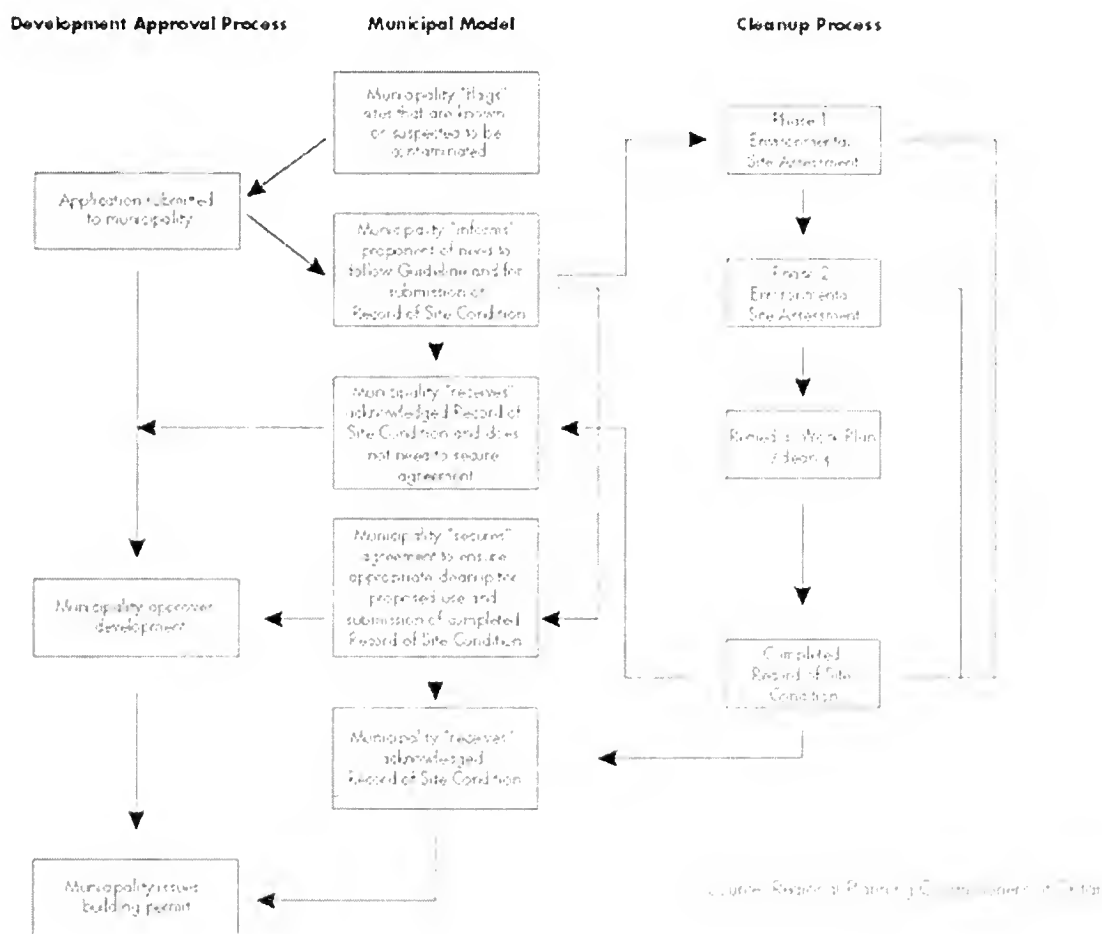 Development Approval Process
Municipal Model
Cleanup Process
Municipality "flags"
sites that are known
or suspected to be
contaminated
Application submitted
to municipality
Municipality "informs"
proponent of need to
follow Guideline and for
submission of
Record of Site Condition
Municipality "receives"
acknowledged Record of
Site Condition and does
not need to secure
agreement
Municipality "secures"
agreement to ensure
appropriate cleanup for
proposed use and
submission of completed
Record of Site Condition
Municipality approves
development
Municipality "receives"
acknowledged
Record of Site Condition
Municipality issues
building permit
Phase 1
Environmental
Site Assessment
Phase 2
Environmental
Site Assessment
Work Plan
Completed
Record of Site
Condition
Regional Planning